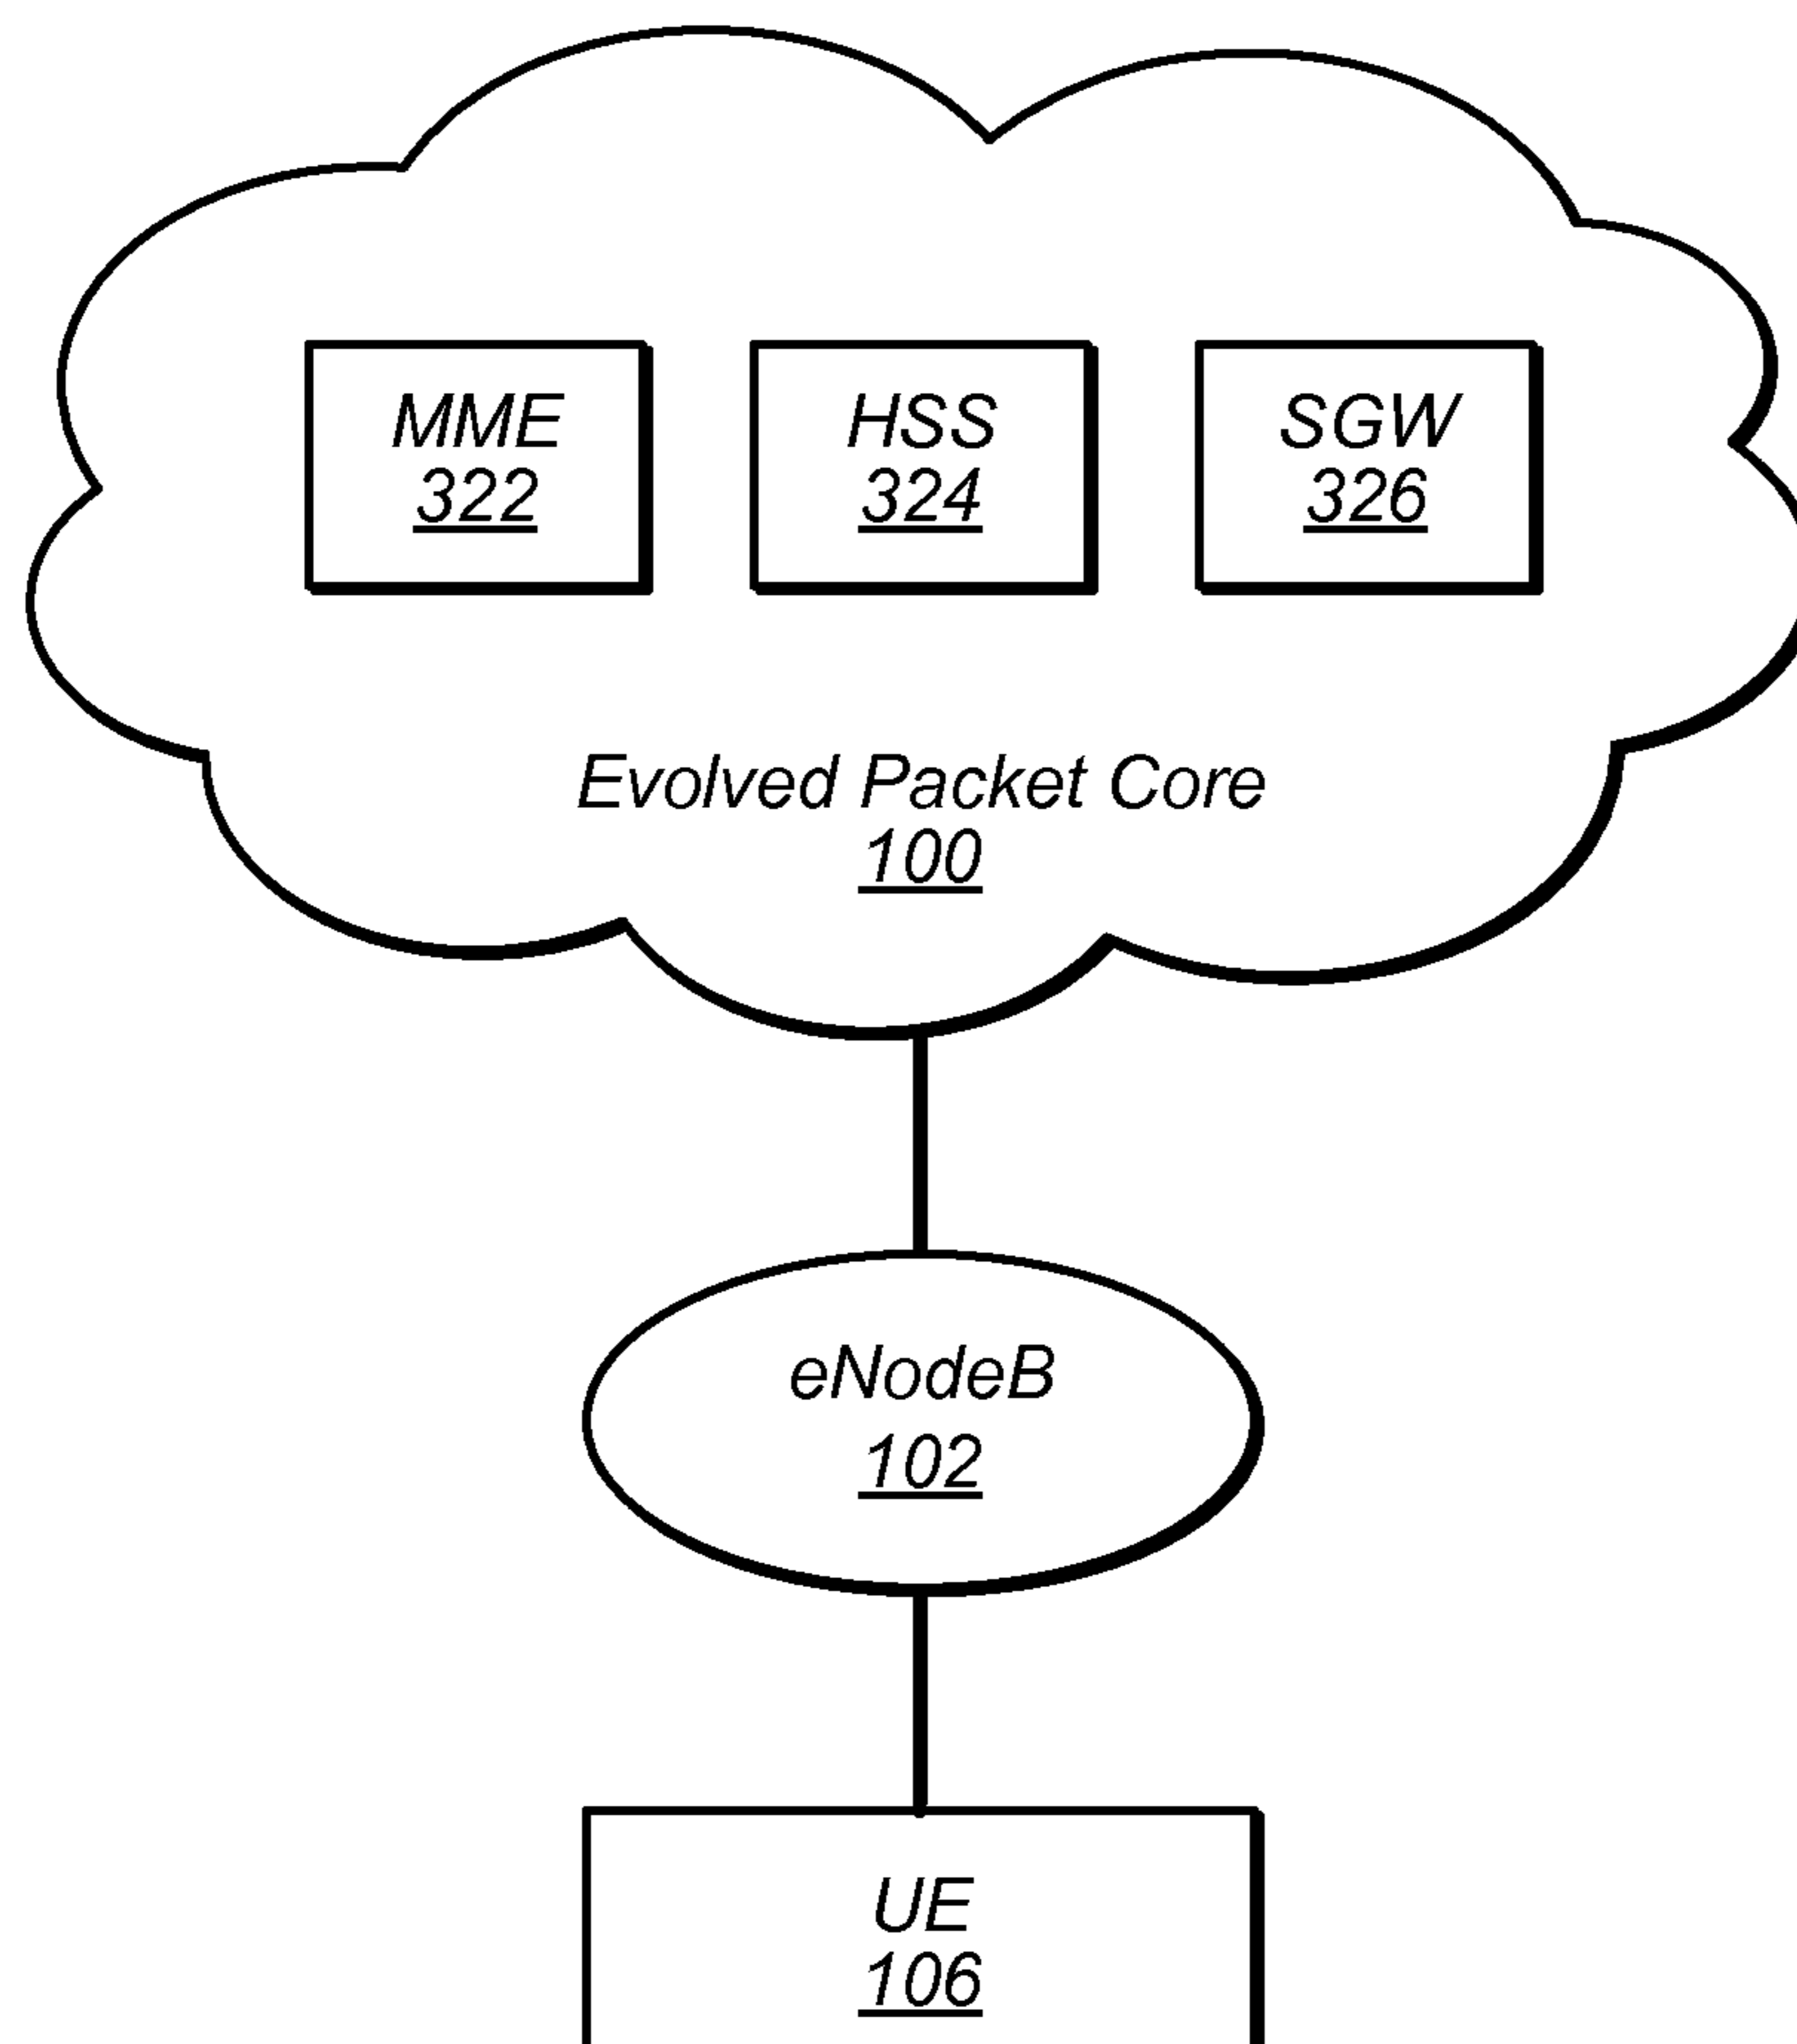 MME
322
HSS
324
SGW
326
Evolved Packet Core
100
eNodeB
102
UE
106